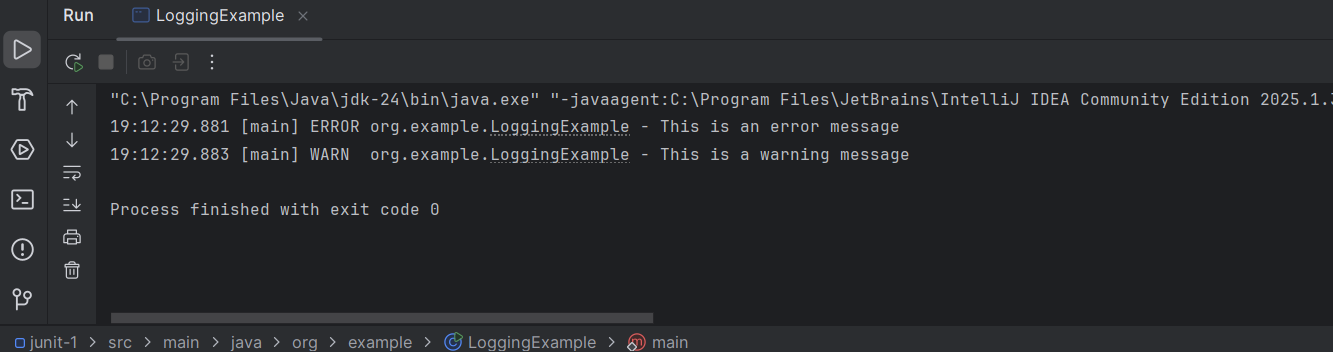 Run LoggingExample
"C:\Program Files\Java\jdk-24\bin\java.exe" "-javaagent:C:\Program Files\JetBrains\IntelliJ IDEA Community Edition 2025.1.3
19:12:29.881 [main] ERROR org.example.LoggingExample - This is an error message
19:12:29.883 [main] WARN  org.example.LoggingExample - This is a warning message
Process finished with exit code 0
junit-1 > src > main > java > org > example > LoggingExample > main